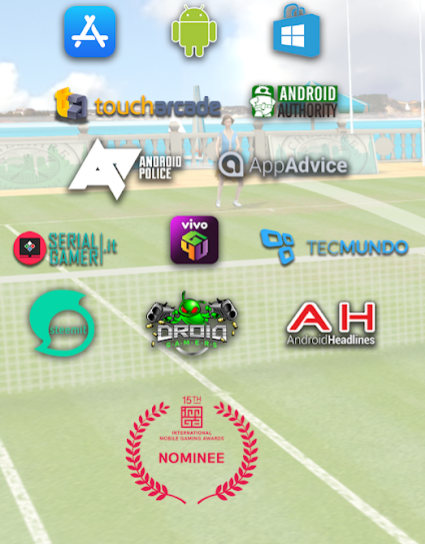 toucharcade
ANDROID
AUTHORITY
ANDROID
POLICE
AppAdvice
SERIAL
GAMER .it
vivo
TECMUNDO
steemit
DROID
GAMERS
AH
AndroidHeadlines
15TH
INTERNATIONAL
MOBILE GAMING AWARDS
NOMINEE